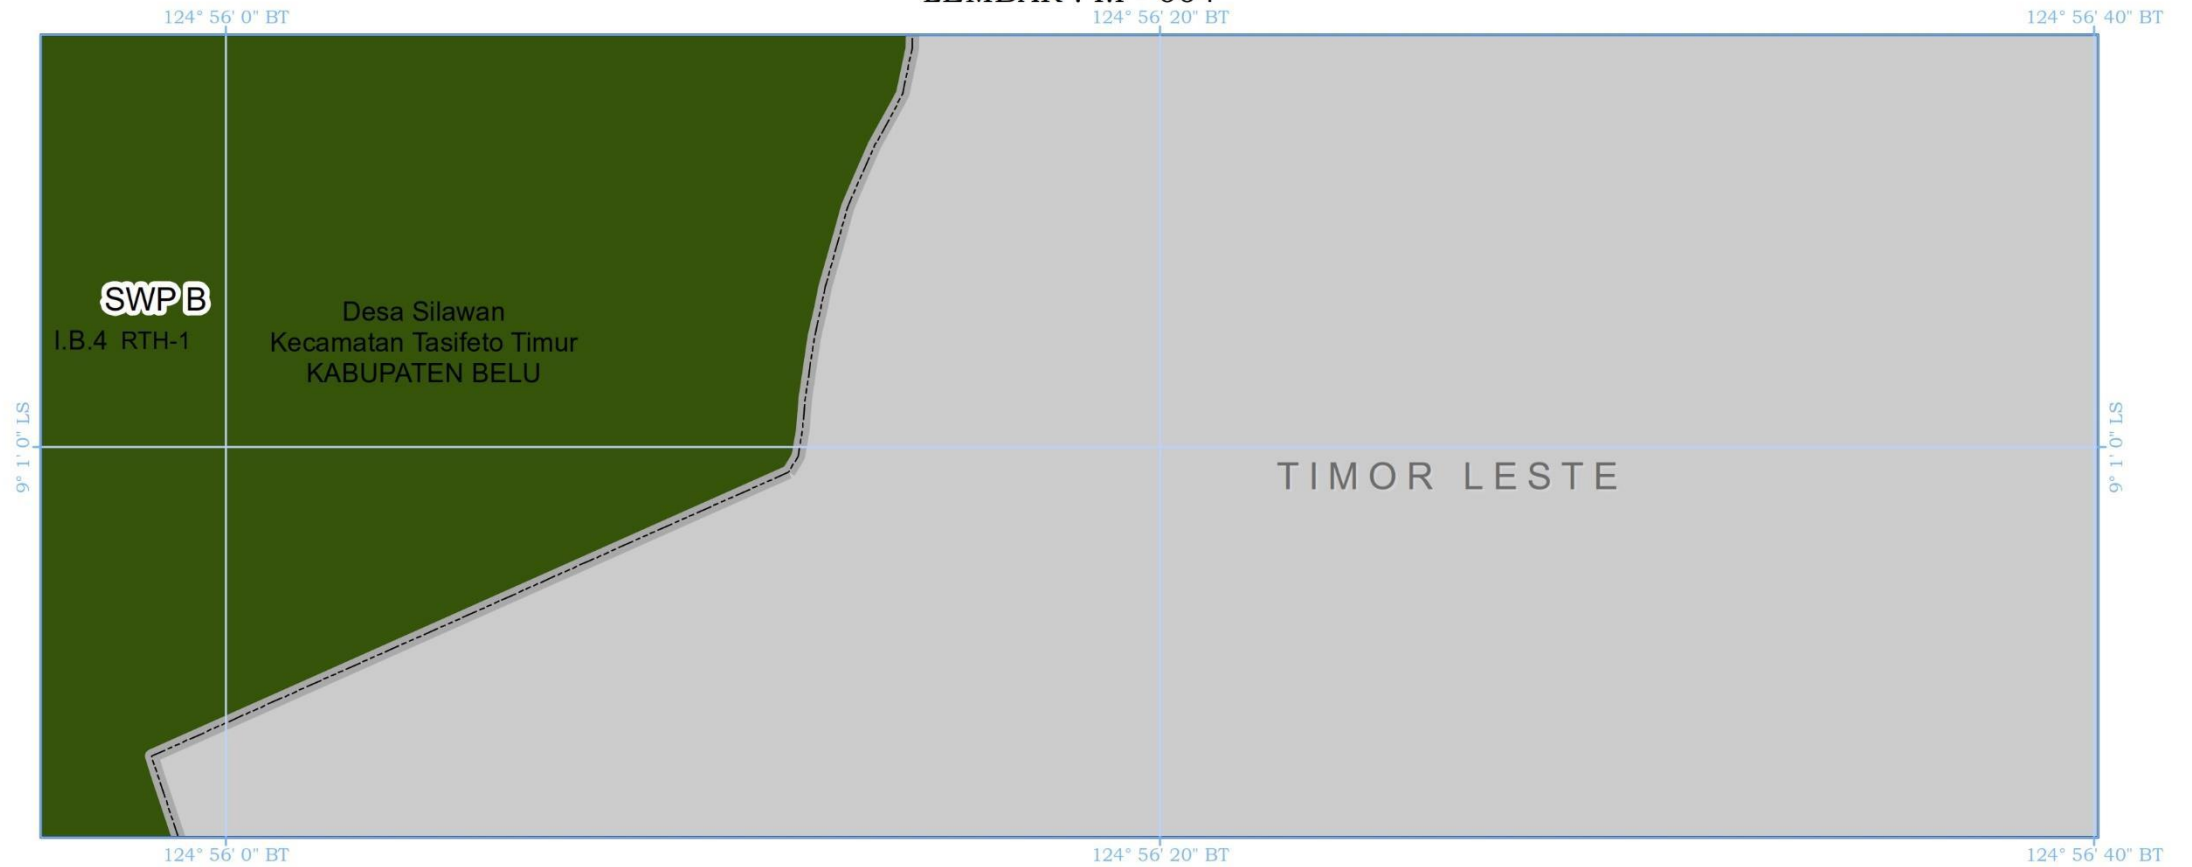 124° 56' 0" BT
124° 56' 20" BT
124° 56' 40" BT
SWP B
I.B.4 RTH-1
Desa Silawan
Kecamatan Tasifeto Timur
KABUPATEN BELU
9° 1' 0" LS
9° 1' 0" LS
TIMOR LESTE
124° 56' 0" BT
124° 56' 20" BT
124° 56' 40" BT